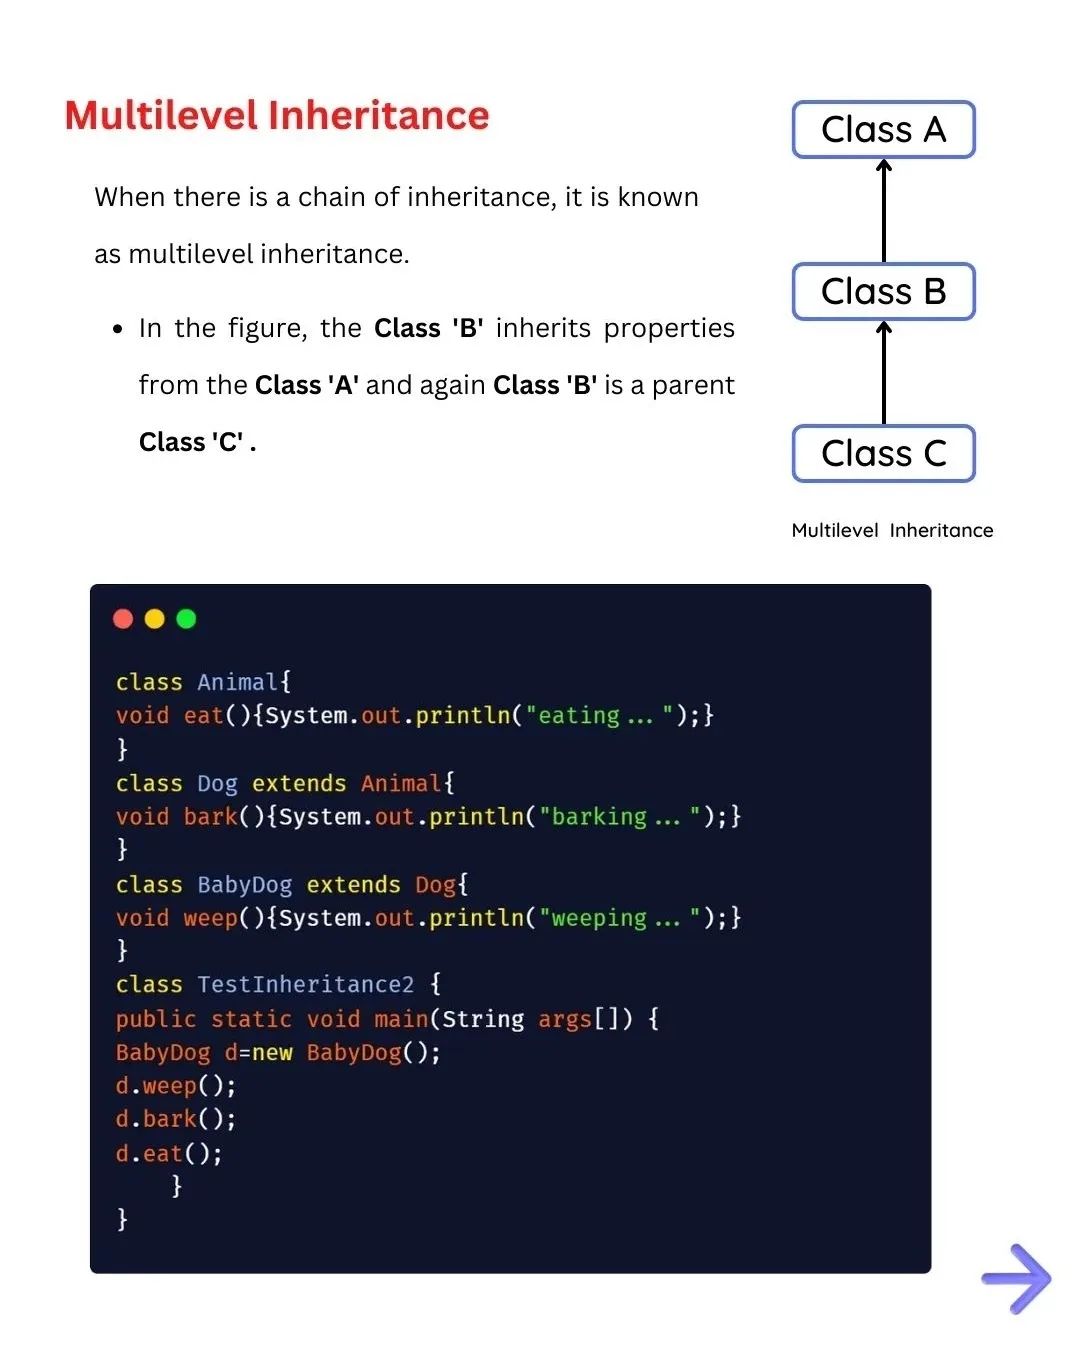 Multilevel Inheritance
When there is a chain of inheritance, it is known
as multilevel inheritance.
• In the figure, the Class 'B' inherits properties
from the Class 'A' and again Class 'B' is a parent
Class 'C' .
Class A
Class B
Class C
Multilevel Inheritance
class Animal{
void eat(){System.out.println("eating...");}
}
class Dog extends Animal{
void bark(){System.out.println("barking...");}
}
class BabyDog extends Dog{
void weep(){System.out.println("weeping...");}
}
class TestInheritance2 {
public static void main(String args[]) {
BabyDog d=new BabyDog();
d.weep();
d.bark();
d.eat();
    }
}